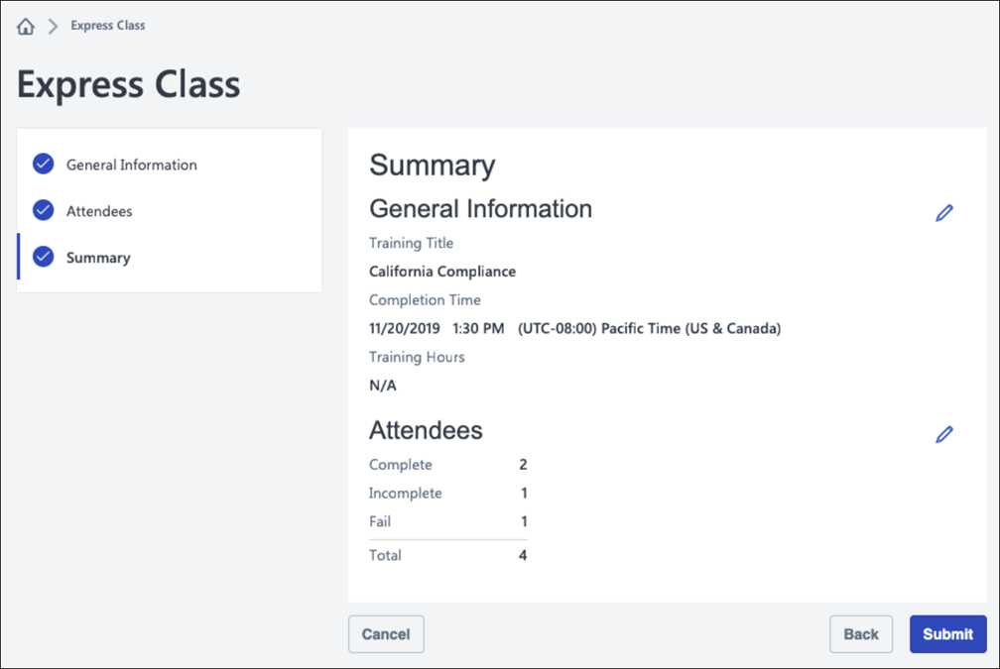 Express Class
Express Class
General Information
Attendees
Summary
Summary
General Information
Training Title
California Compliance
Completion Time
11/20/2019 1:30 PM (UTC-08:00) Pacific Time (US & Canada)
Training Hours
N/A
Attendees
Complete 2
Incomplete 1
Fail 1
Total 4
Cancel Back Submit